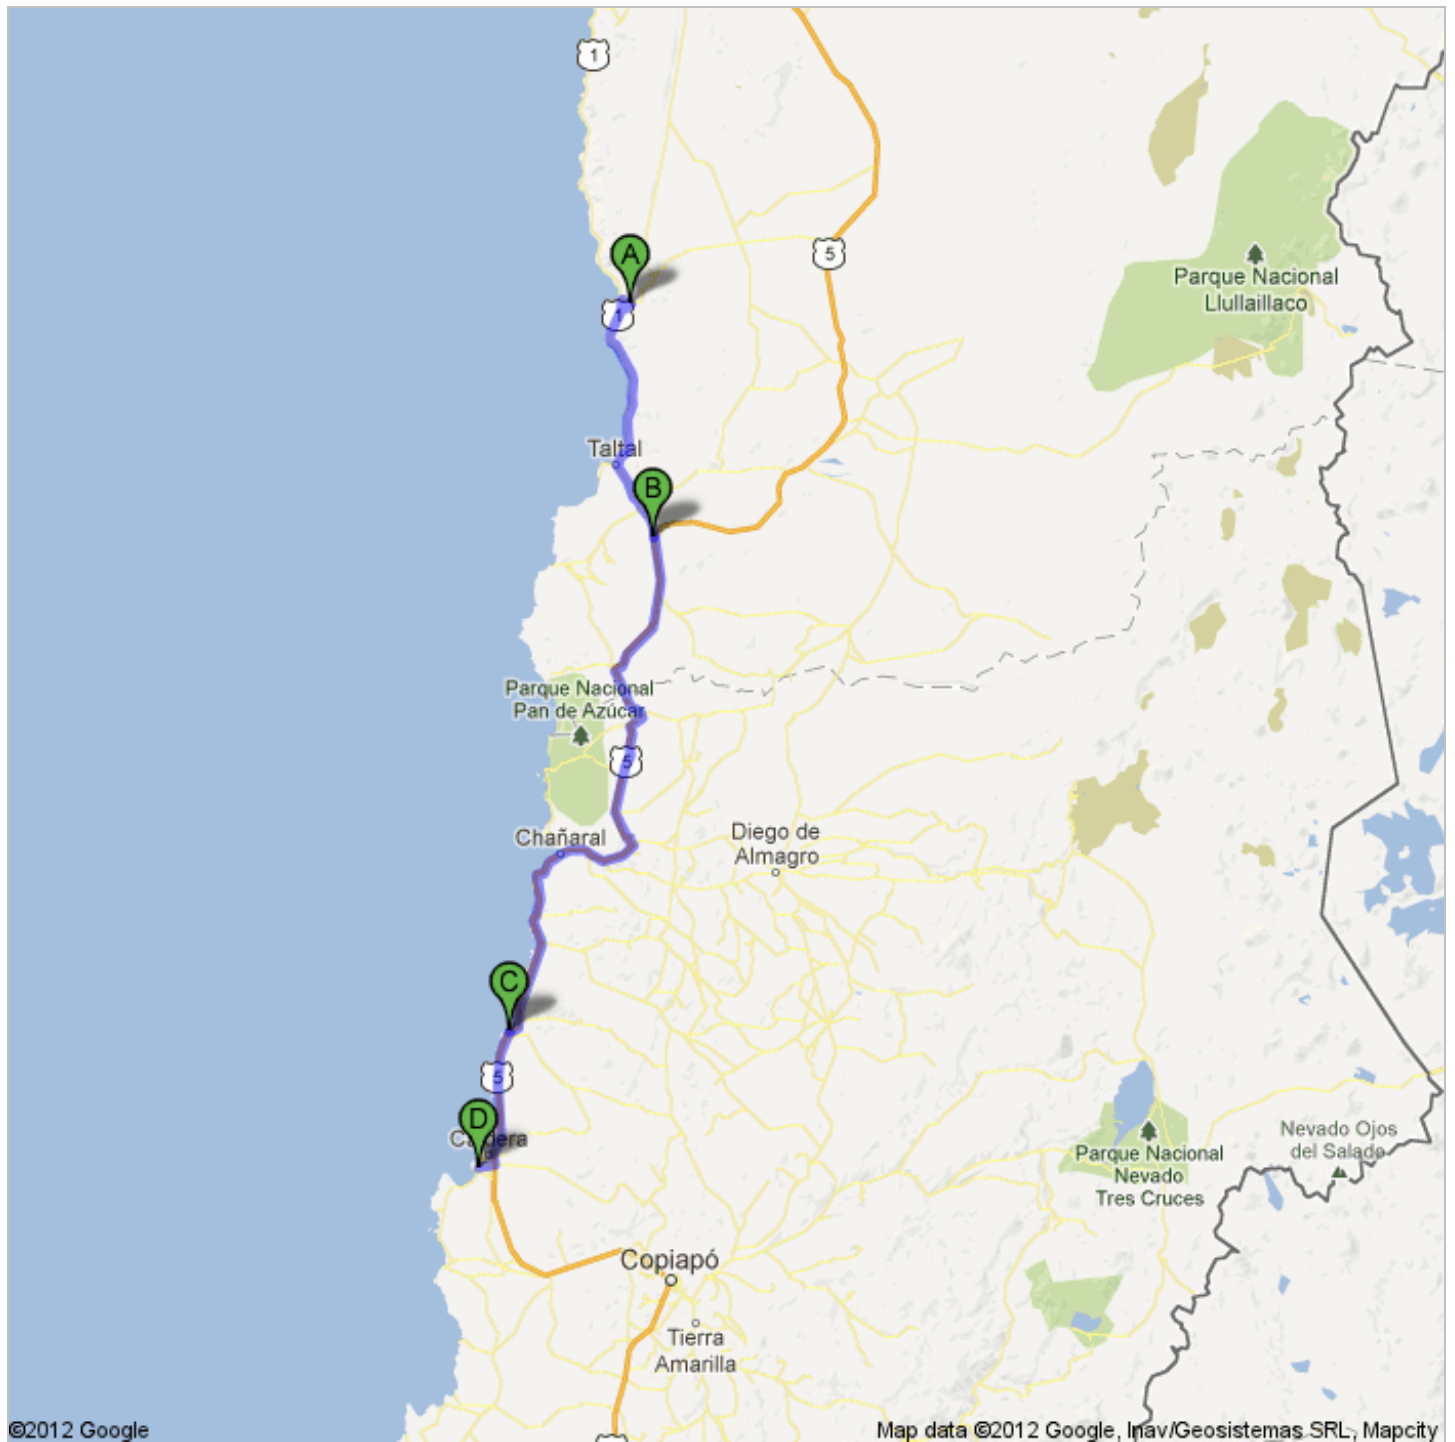 1
A
5
Parque Nacional
Llullaillaco
1
Taltal
B
Parque Nacional
Pan de Azúcar
5
Chañaral
Diego de
Almagro
C
5
D
Caldera
Parque Nacional
Nevado
Tres Cruces
Nevado Ojos
del Salado
Copiapó
Tierra
Amarilla
©2012 Google
Map data ©2012 Google, Inav/Geosistemas SRL, Mapcity